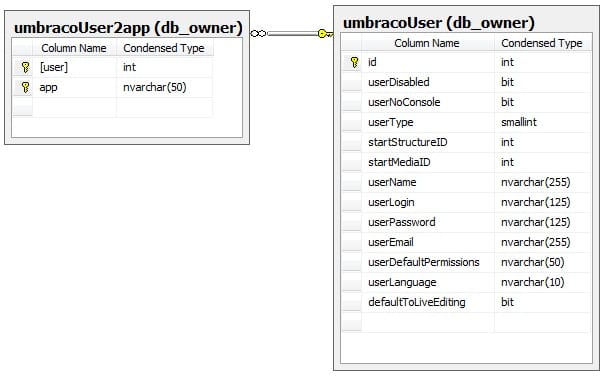 umbracoUser2app (db_owner)
Column Name Condensed Type
[user] int
app nvarchar(50)
umbracoUser (db_owner)
Column Name Condensed Type
id int
userDisabled bit
userNoConsole bit
userType smallint
startStructureID int
startMediaID int
userName nvarchar(255)
userLogin nvarchar(125)
userPassword nvarchar(125)
userEmail nvarchar(255)
userDefaultPermissions nvarchar(50)
userLanguage nvarchar(10)
defaultToLiveEditing bit